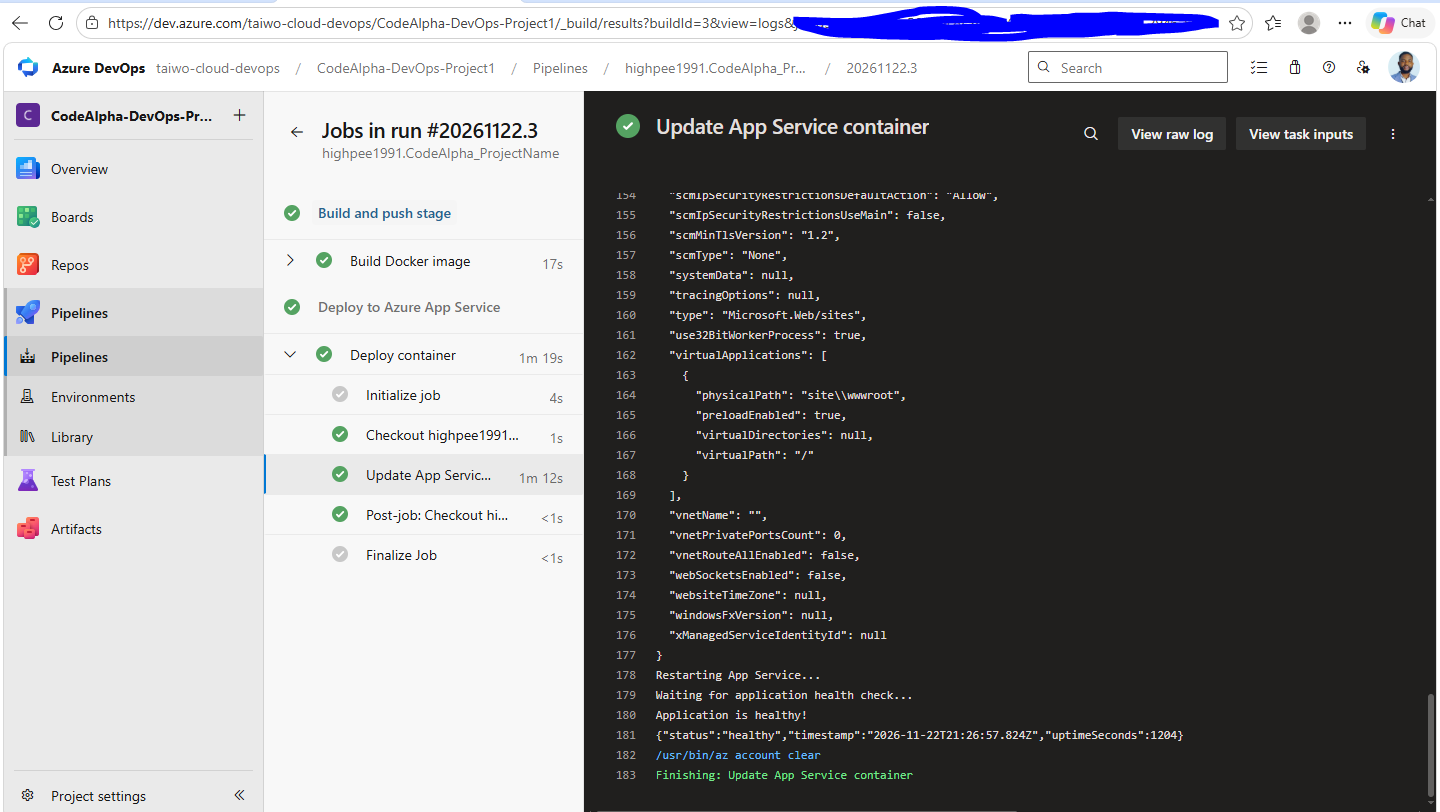 https://dev.azure.com/taiwo-cloud-devops/CodeAlpha-DevOps-Project1/_build/results?buildId=3&view=logs&
Chat
Azure DevOps taiwo-cloud-devops / CodeAlpha-DevOps-Project1 / Pipelines / highpee1991.CodeAlpha_Pr... / 20261122.3
Search
C CodeAlpha-DevOps-Pr... +
Overview
Boards
Repos
Pipelines
Pipelines
Environments
Library
Test Plans
Artifacts
Project settings
Jobs in run #20261122.3
highpee1991.CodeAlpha_ProjectName
Build and push stage
Build Docker image 17s
Deploy to Azure App Service
Deploy container 1m 19s
Initialize job 4s
Checkout highpee1991... 1s
Update App Servic... 1m 12s
Post-job: Checkout hi... <1s
Finalize Job <1s
Update App Service container
View raw log
View task inputs
154 "scmIpSecurityRestrictionsDefaultAction": "Allow",
155 "scmIpSecurityRestrictionsUseMain": false,
156 "scmMinTlsVersion": "1.2",
157 "scmType": "None",
158 "systemData": null,
159 "tracingOptions": null,
160 "type": "Microsoft.Web/sites",
161 "use32BitWorkerProcess": true,
162 "virtualApplications": [
163 {
164 "physicalPath": "site\\wwwroot",
165 "preloadEnabled": true,
166 "virtualDirectories": null,
167 "virtualPath": "/"
168 }
169 ],
170 "vnetName": "",
171 "vnetPrivatePortsCount": 0,
172 "vnetRouteAllEnabled": false,
173 "webSocketsEnabled": false,
174 "websiteTimeZone": null,
175 "windowsFxVersion": null,
176 "xManagedServiceIdentityId": null
177 }
178 Restarting App Service...
179 Waiting for application health check...
180 Application is healthy!
181 {"status":"healthy","timestamp":"2026-11-22T21:26:57.824Z","uptimeSeconds":1204}
182 /usr/bin/az account clear
183 Finishing: Update App Service container